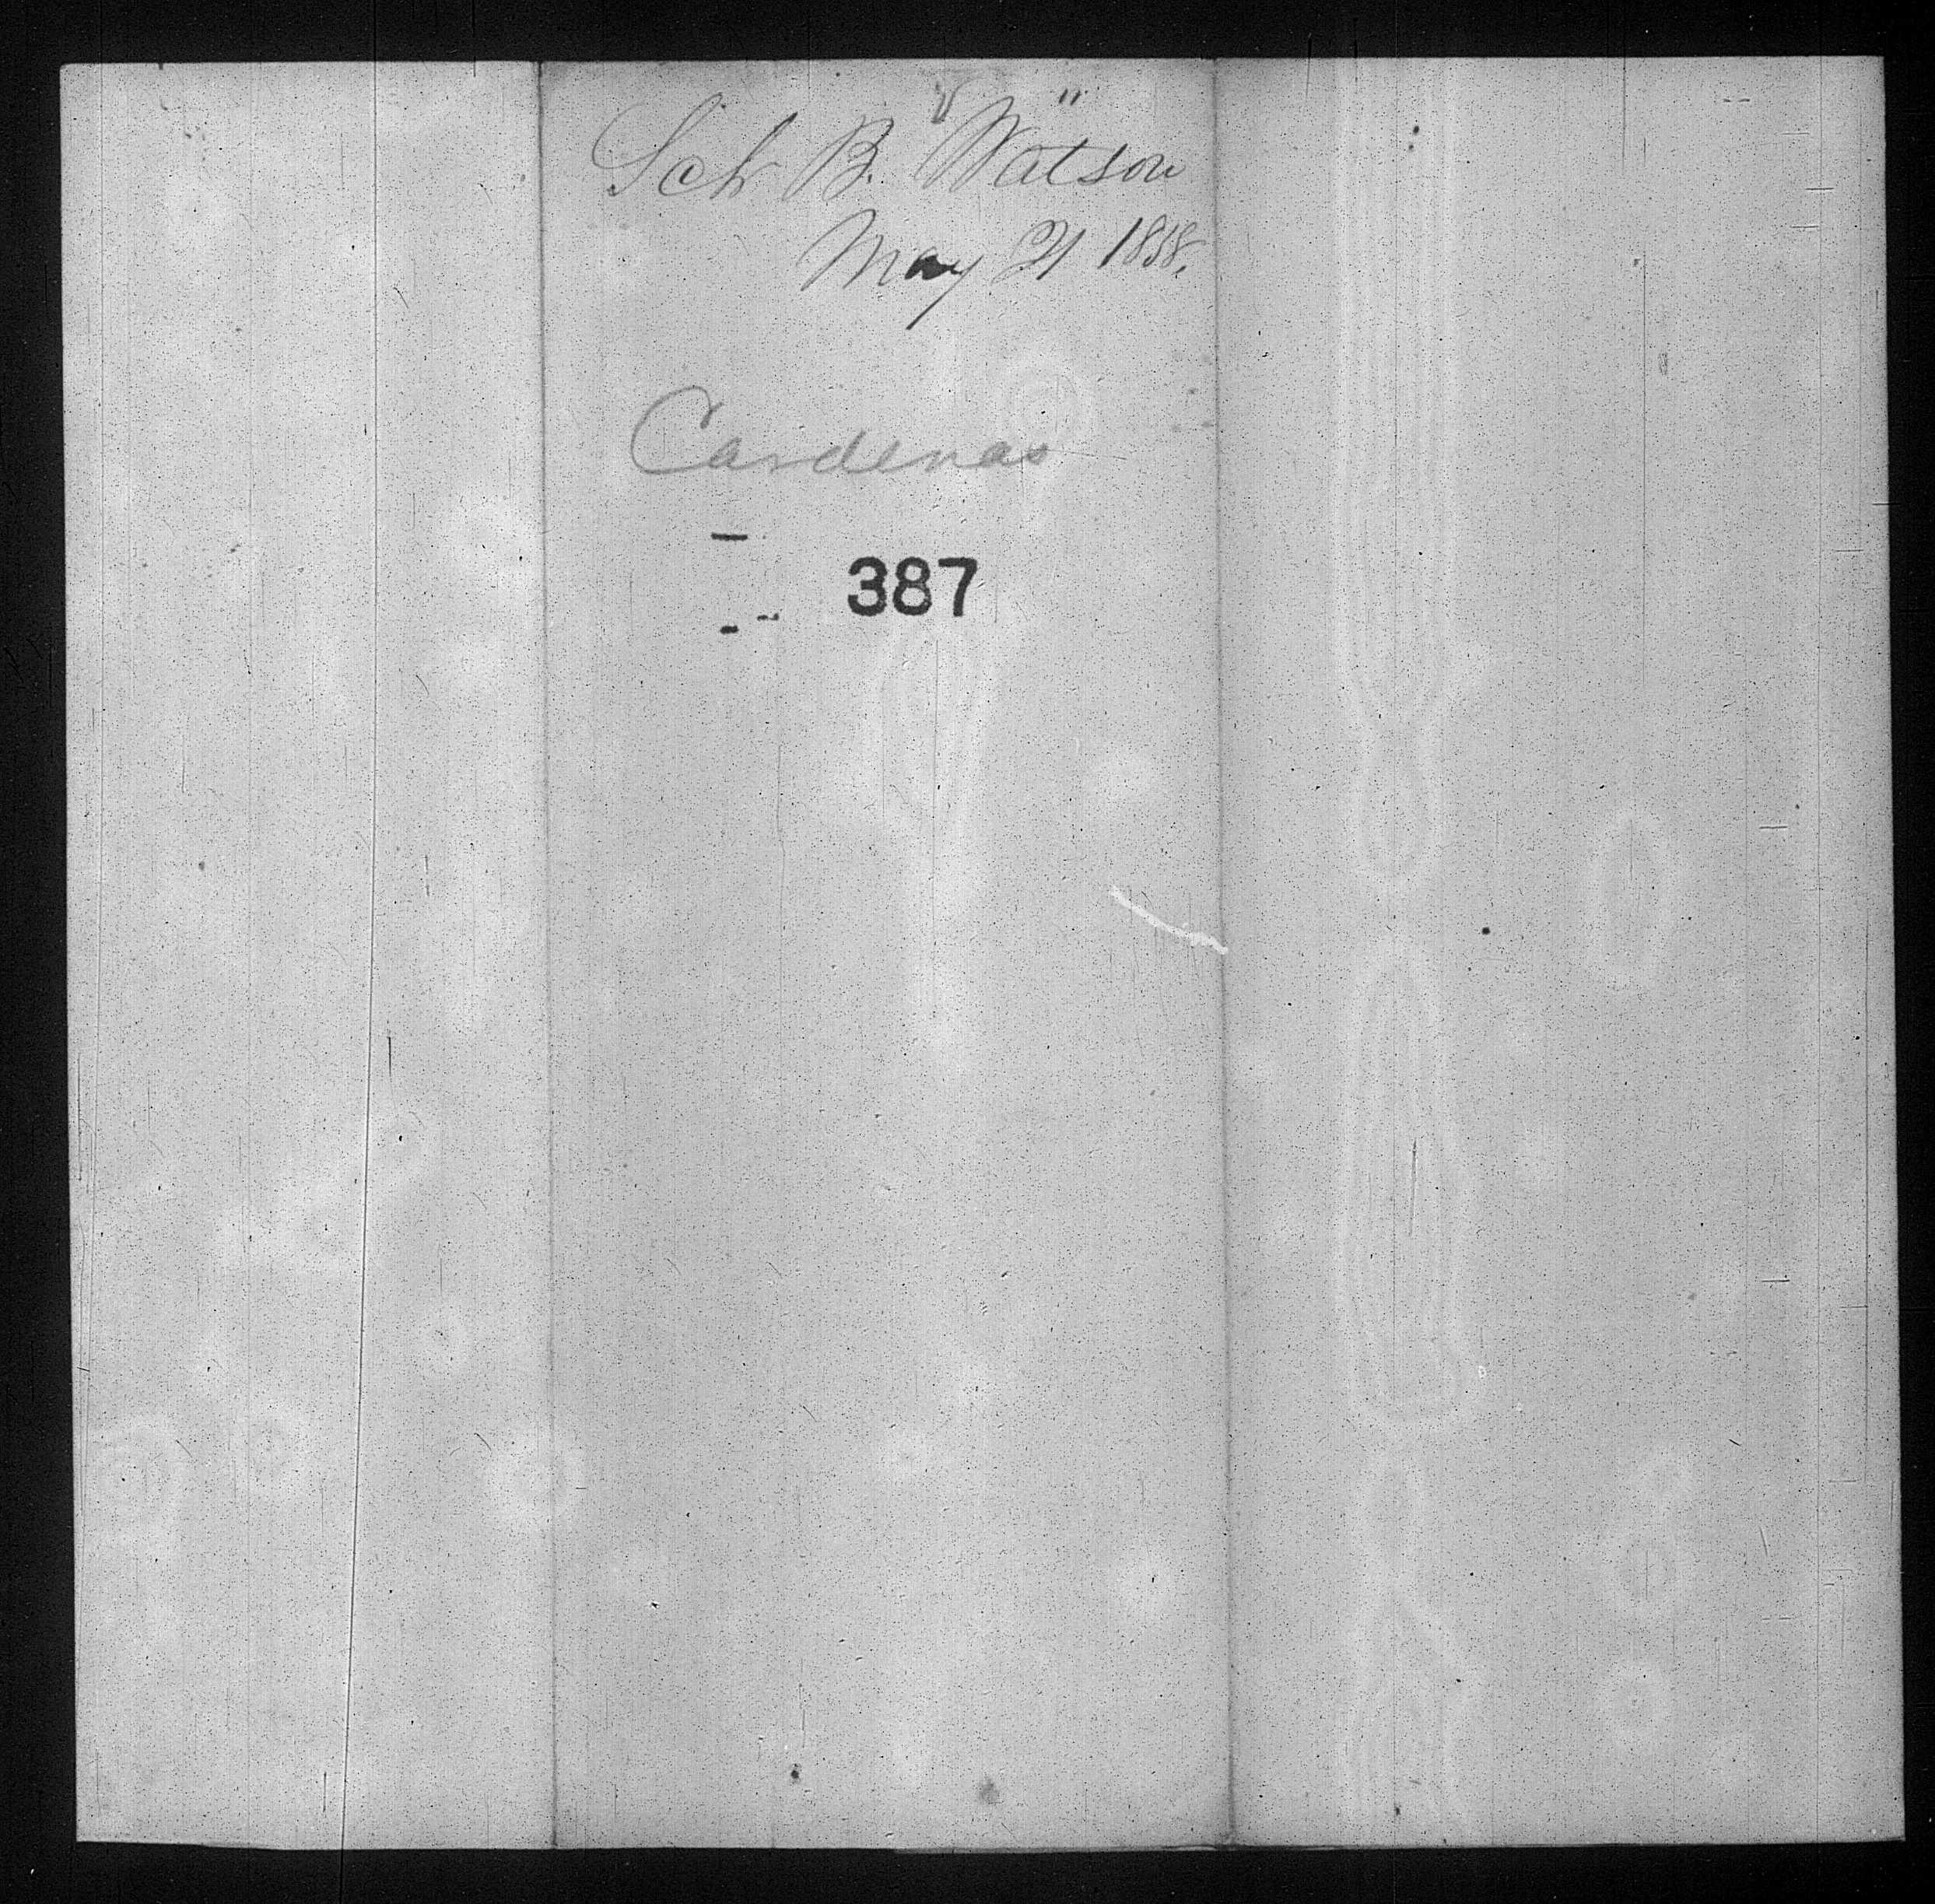 Sch B. Watson
May 21 1858.
Cardenas
387